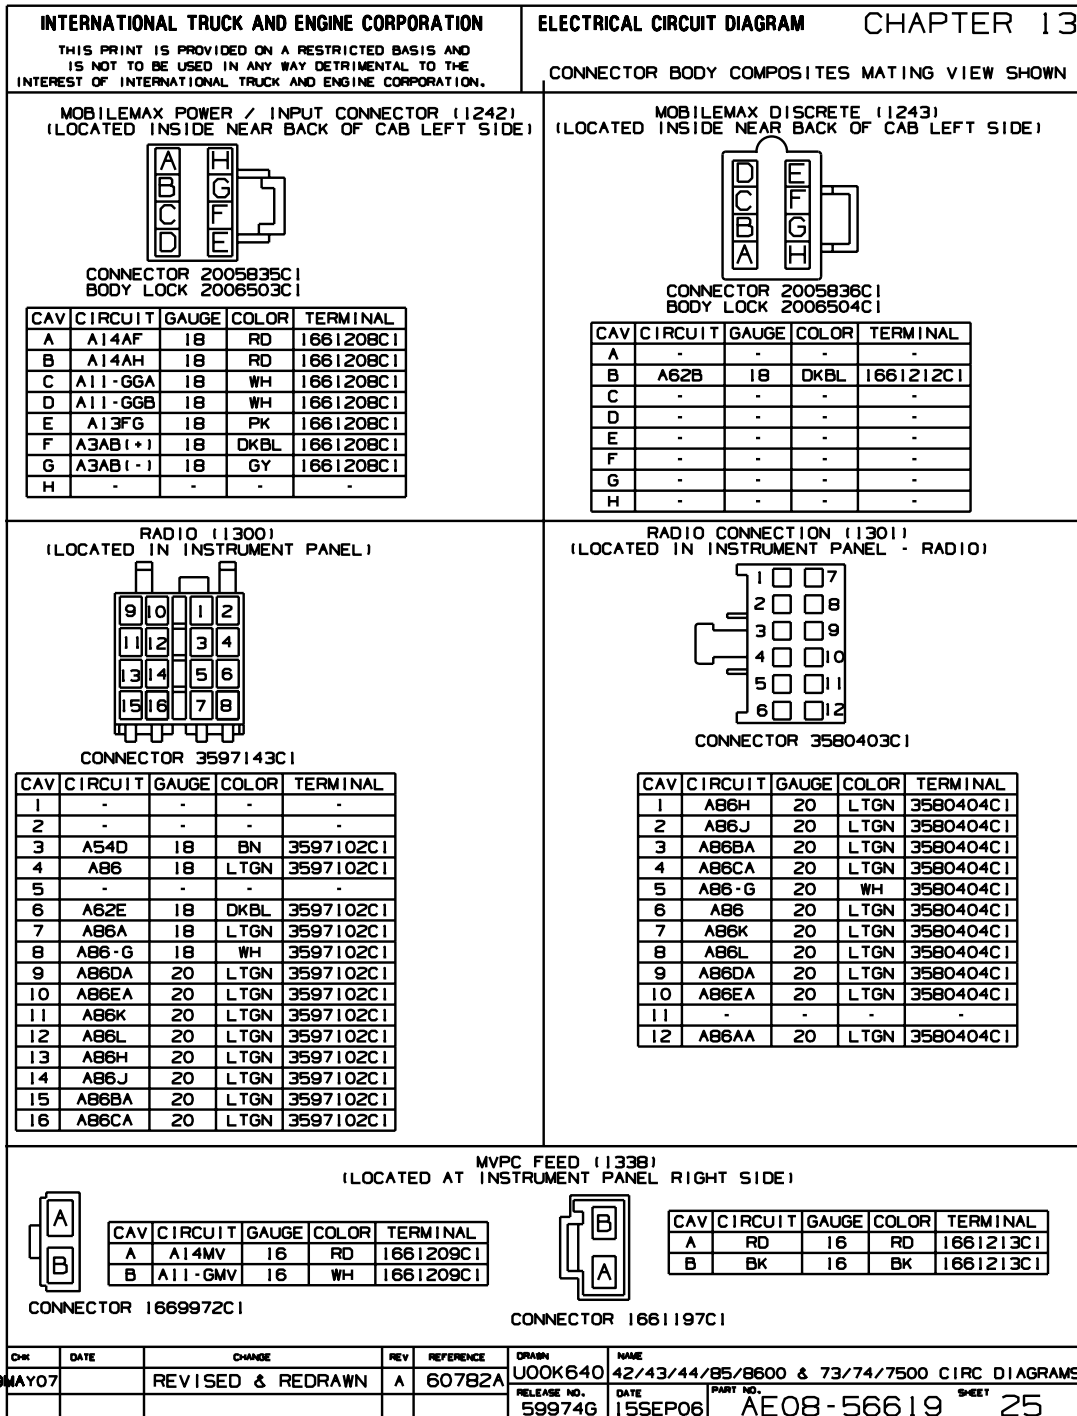 INTERNATIONAL TRUCK AND ENGINE CORPORATION
THIS PRINT IS PROVIDED ON A RESTRICTED BASIS AND
IS NOT TO BE USED IN ANY WAY DETRIMENTAL TO THE
INTEREST OF INTERNATIONAL TRUCK AND ENGINE CORPORATION.
ELECTRICAL CIRCUIT DIAGRAM CHAPTER 13
CONNECTOR BODY COMPOSITES MATING VIEW SHOWN
MOBILEMAX POWER / INPUT CONNECTOR (1242)
(LOCATED INSIDE NEAR BACK OF CAB LEFT SIDE)
A H
B G
C F
D E
CONNECTOR 2005835C1
BODY LOCK 2006503C1
CAV CIRCUIT GAUGE COLOR TERMINAL
A A14AF 18 RD 1661208C1
B A14AH 18 RD 1661208C1
C A11-GGA 18 WH 1661208C1
D A11-GGB 18 WH 1661208C1
E A13FG 18 PK 1661208C1
F A3AB(+) 18 DKBL 1661208C1
G A3AB(-) 18 GY 1661208C1
H - - - -
MOBILEMAX DISCRETE (1243)
(LOCATED INSIDE NEAR BACK OF CAB LEFT SIDE)
D E
C F
B G
A H
CONNECTOR 2005836C1
BODY LOCK 2006504C1
CAV CIRCUIT GAUGE COLOR TERMINAL
A - - - -
B A62B 18 DKBL 1661212C1
C - - - -
D - - - -
E - - - -
F - - - -
G - - - -
H - - - -
RADIO (1300)
(LOCATED IN INSTRUMENT PANEL)
9 10 1 2
11 12 3 4
13 14 5 6
15 16 7 8
CONNECTOR 3597143C1
CAV CIRCUIT GAUGE COLOR TERMINAL
1 - - - -
2 - - - -
3 A54D 18 BN 3597102C1
4 A86 18 LTGN 3597102C1
5 - - - -
6 A62E 18 DKBL 3597102C1
7 A86A 18 LTGN 3597102C1
8 A86-G 18 WH 3597102C1
9 A86DA 20 LTGN 3597102C1
10 A86EA 20 LTGN 3597102C1
11 A86K 20 LTGN 3597102C1
12 A86L 20 LTGN 3597102C1
13 A86H 20 LTGN 3597102C1
14 A86J 20 LTGN 3597102C1
15 A86BA 20 LTGN 3597102C1
16 A86CA 20 LTGN 3597102C1
RADIO CONNECTION (1301)
(LOCATED IN INSTRUMENT PANEL - RADIO)
1 7
2 8
3 9
4 10
5 11
6 12
CONNECTOR 3580403C1
CAV CIRCUIT GAUGE COLOR TERMINAL
1 A86H 20 LTGN 3580404C1
2 A86J 20 LTGN 3580404C1
3 A86BA 20 LTGN 3580404C1
4 A86CA 20 LTGN 3580404C1
5 A86-G 20 WH 3580404C1
6 A86 20 LTGN 3580404C1
7 A86K 20 LTGN 3580404C1
8 A86L 20 LTGN 3580404C1
9 A86DA 20 LTGN 3580404C1
10 A86EA 20 LTGN 3580404C1
11 - - - -
12 A86AA 20 LTGN 3580404C1
MVPC FEED (1338)
(LOCATED AT INSTRUMENT PANEL RIGHT SIDE)
A
B
CONNECTOR 1669972C1
CAV CIRCUIT GAUGE COLOR TERMINAL
A A14MV 16 RD 1661209C1
B A11-GMV 16 WH 1661209C1
B
A
CONNECTOR 1661197C1
CAV CIRCUIT GAUGE COLOR TERMINAL
A RD 16 RD 1661213C1
B BK 16 BK 1661213C1
CHK DATE CHANGE REV REFERENCE
MAY07 REVISED & REDRAWN A 60782A
DRAWN
U00K640
NAME
42/43/44/85/8600 & 73/74/7500 CIRC DIAGRAMS
RELEASE NO.
59974G
DATE
15SEP06
PART NO.
AE08-56619
SHEET 25